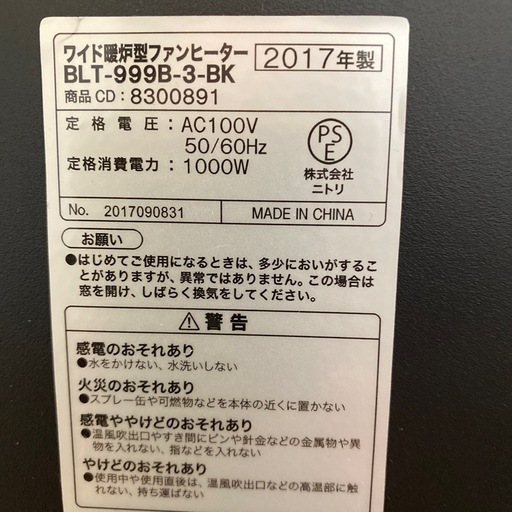 ワイド暖炉型ファンヒーター
2017年製
BLT-999B-3-BK
商品CD:8300891
定格電圧:AC100V
50/60Hz
定格消費電力:1000W
PSE
株式会社
ニトリ
No. 2017090831
MADE IN CHINA
お願い
●はじめてご使用になるときは、多少においがするこ
とがありますが、異常ではありません。この場合は
窓を開け、しばらく換気をしてください。
警告
感電のおそれあり
●水をかけない、水洗いしない
火災のおそれあり
●スプレー缶や可燃物などを本体の近くに置かない
感電ややけどのおそれあり
●温風吹出口やすき間にピンや針金などの金属物や異
物を入れない、指などを入れない
やけどのおそれあり
●使用中や使用直後は、温風吹出口などの高温部に触
れない、持ち運ばない